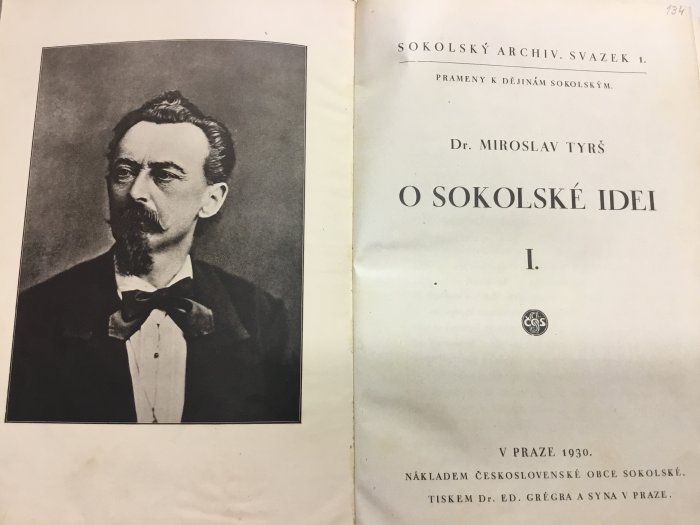 134
SOKOLSKÝ ARCHIV. SVAZEK 1.
PRAMENY K DĚJINÁM SOKOLSKÝM.
Dr. MIROSLAV TYRŠ
O SOKOLSKÉ IDEI
I.
ČOS
V PRAZE 1930.
NÁKLADEM ČESKOSLOVENSKÉ OBCE SOKOLSKÉ.
TISKEM Dr. ED. GRÉGRA A SYNA V PRAZE.